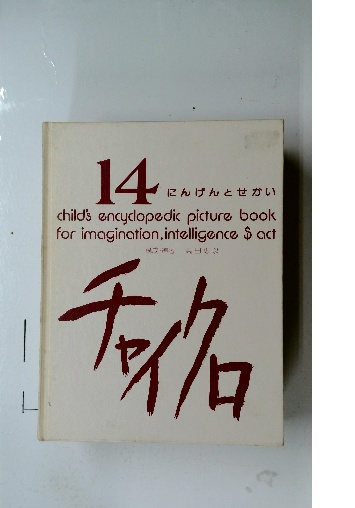 14 にんげんとせかい
child's encyclopedic picture book
for imagination, intelligence $ act
チャイクロ